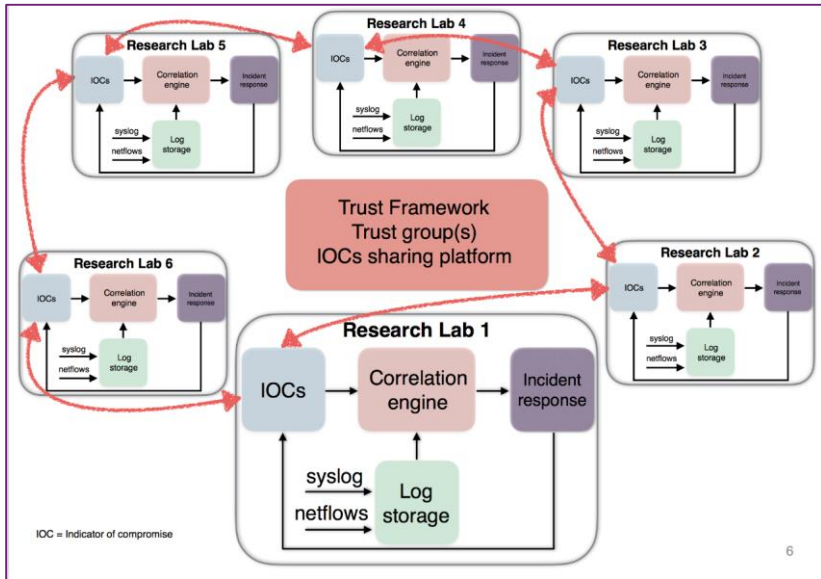 Research Lab 4
IOCs
Correlation
engine
Incident
response
syslog
netflows
Log
storage
Research Lab 5
IOCs
Correlation
engine
Incident
response
syslog
netflows
Log
storage
Research Lab 3
IOCs
Correlation
engine
Incident
response
syslog
netflows
Log
storage
Trust Framework
Trust group(s)
IOCs sharing platform
Research Lab 6
IOCs
Correlation
engine
Incident
response
syslog
netflows
Log
storage
Research Lab 2
IOCs
Correlation
engine
Incident
response
syslog
netflows
Log
storage
Research Lab 1
IOCs
Correlation
engine
Incident
response
syslog
netflows
Log
storage
IOC = Indicator of compromise
6